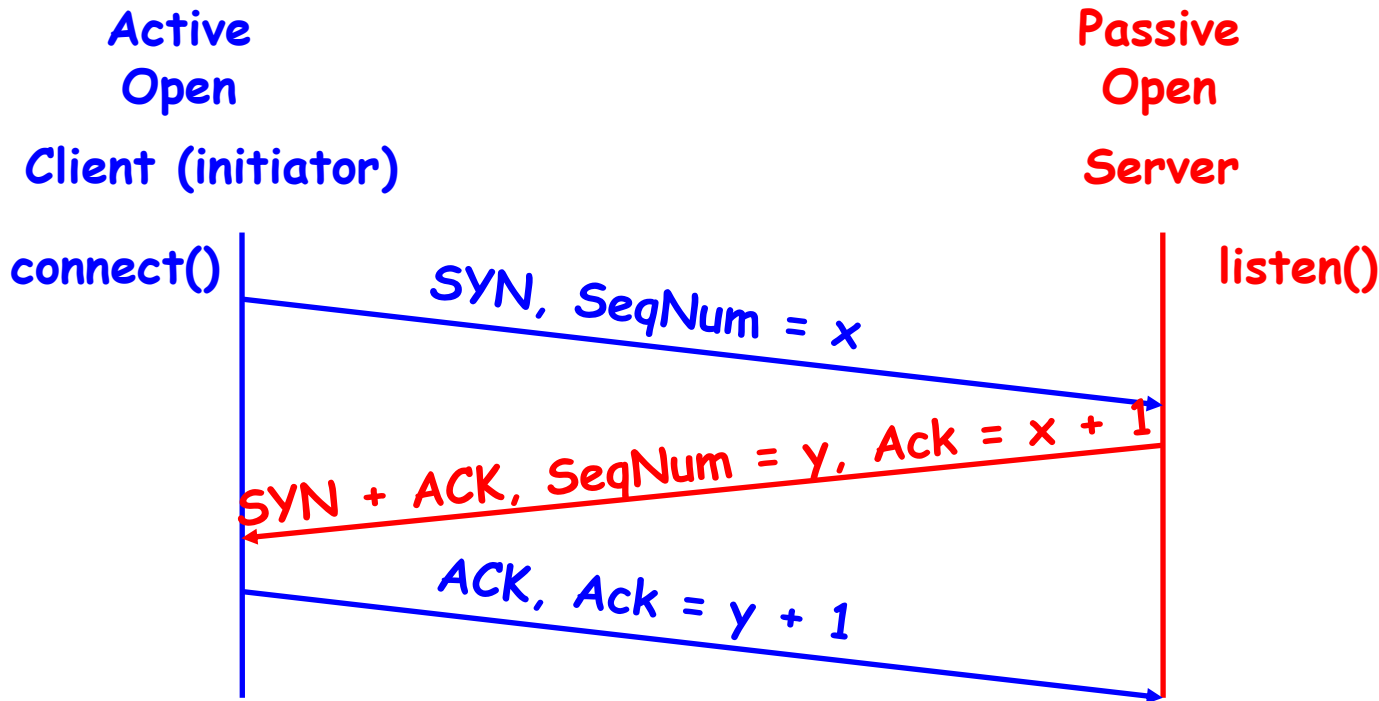 Active
Open
Client (initiator)
Passive
Open
Server
connect()
listen()
SYN, SeqNum = x
SYN + ACK, SeqNum = y, Ack = x + 1
ACK, Ack = y + 1